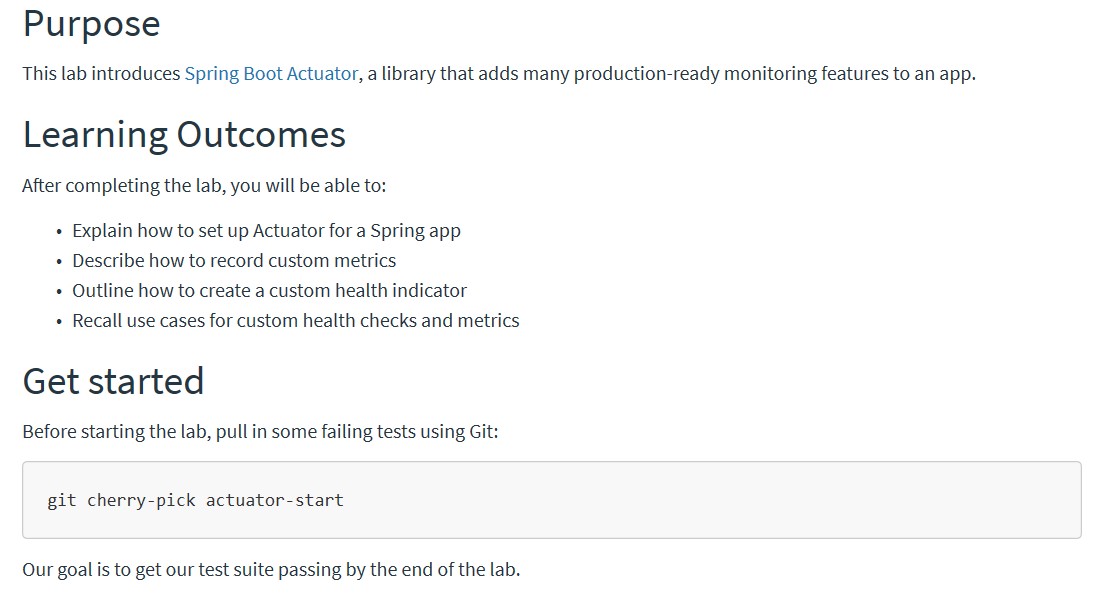 Purpose
This lab introduces Spring Boot Actuator, a library that adds many production-ready monitoring features to an app.
Learning Outcomes
After completing the lab, you will be able to:
• Explain how to set up Actuator for a Spring app
• Describe how to record custom metrics
• Outline how to create a custom health indicator
• Recall use cases for custom health checks and metrics
Get started
Before starting the lab, pull in some failing tests using Git:
git cherry-pick actuator-start
Our goal is to get our test suite passing by the end of the lab.